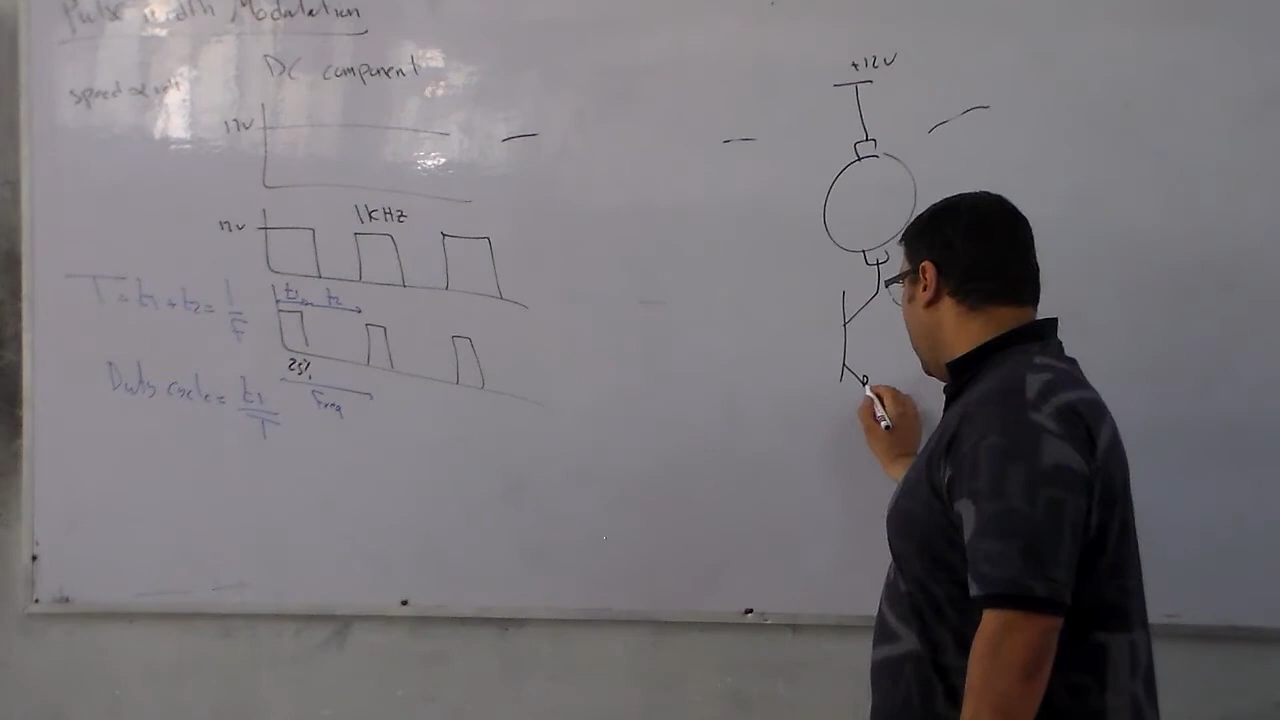 Pulse width Modulation
DC component
speed
12V
12V
1KHz
T = t1 + t2 = 1/F
t1 t2
25%
Freq
Duty cycle = t1/T
+12V